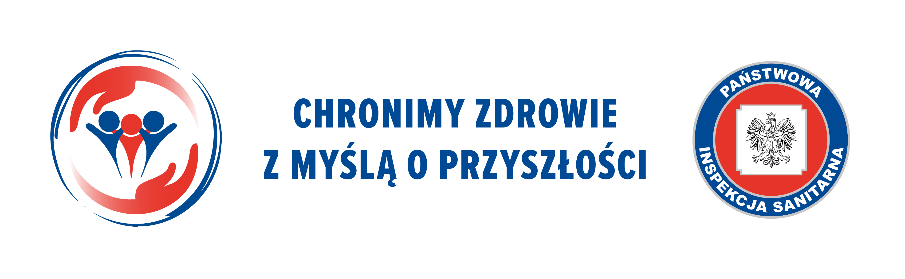 CHRONIMY ZDROWIE
Z MYŚLĄ O PRZYSZŁOŚCI
PAŃSTWOWA
INSPEKCJA SANITARNA